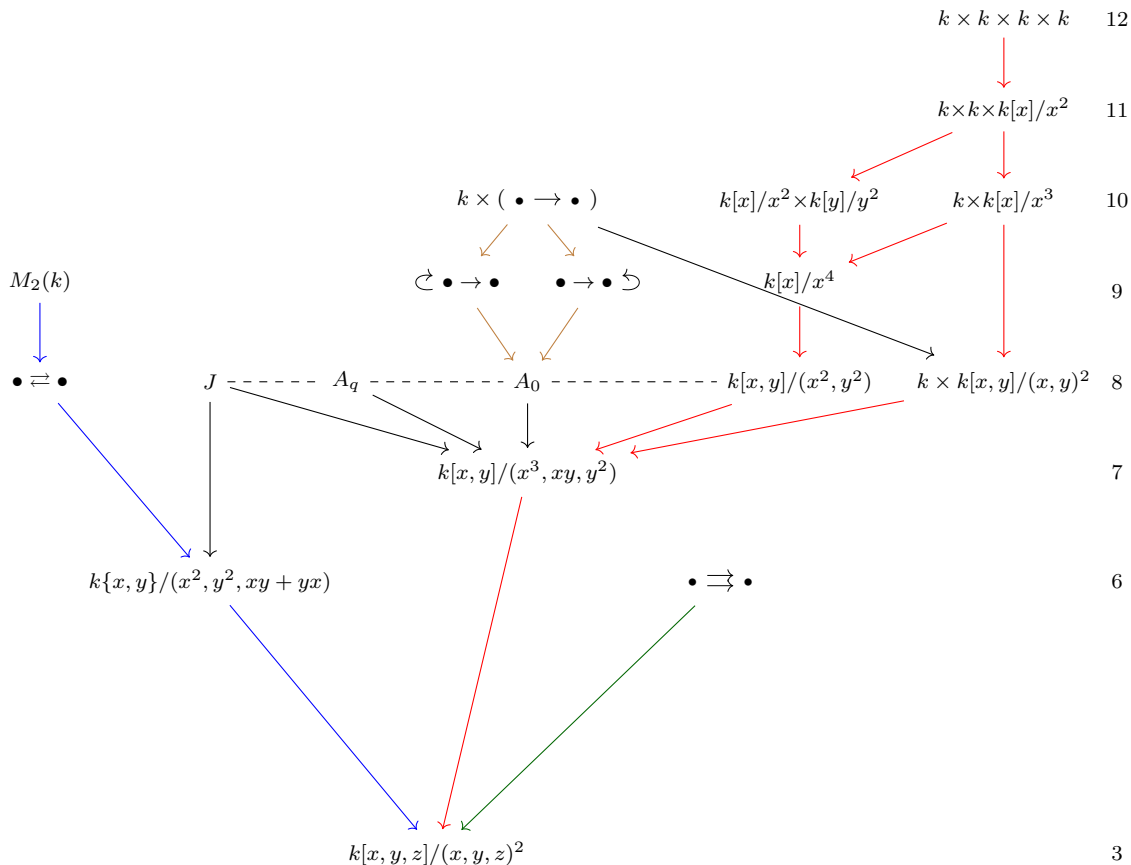 k × k × k × k 12
k×k×k[x]/x² 11
k × ( • → • ) k[x]/x²×k[y]/y² k×k[x]/x³ 10
M₂(k) • → • • → • k[x]/x⁴ 9
• ⇄ • J A_q A₀ k[x, y]/(x², y²) k × k[x, y]/(x, y)² 8
k[x, y]/(x³, xy, y²) 7
k{x, y}/(x², y², xy + yx) • ⇉ • 6
k[x, y, z]/(x, y, z)² 3